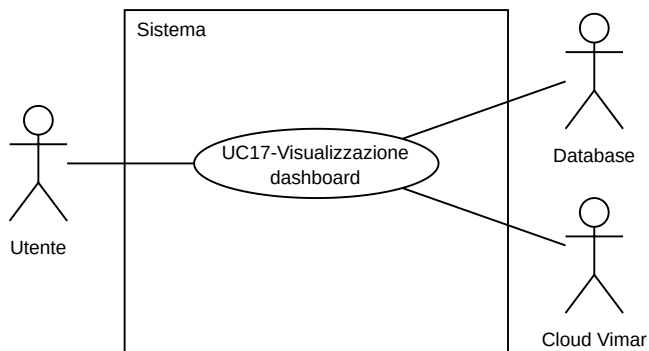 Sistema
UC17-Visualizzazione
dashboard
Utente
Database
Cloud Vimar